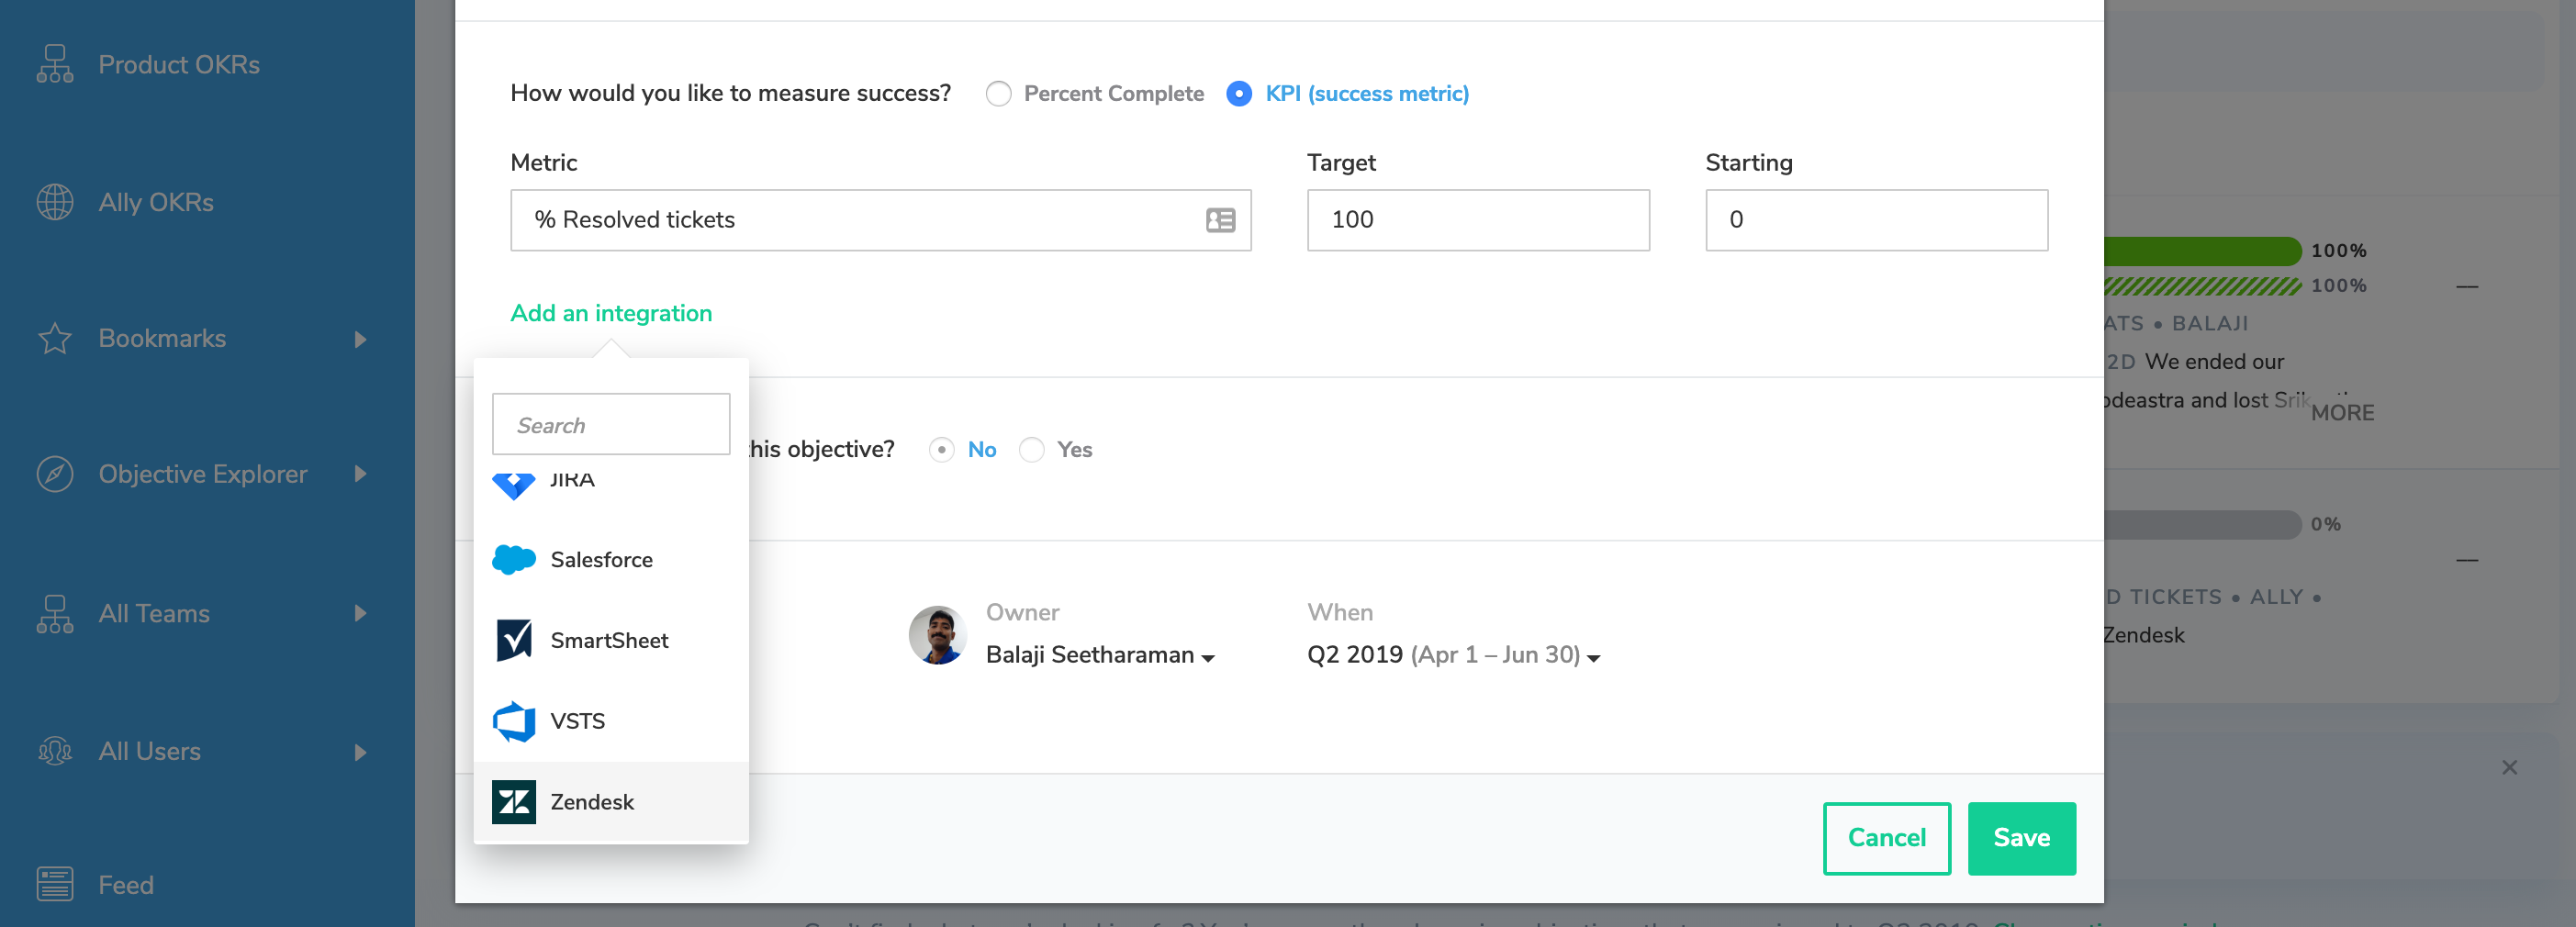 Product OKRs
Ally OKRs
Bookmarks
Objective Explorer
All Teams
All Users
Feed
How would you like to measure success? Percent Complete KPI (success metric)
Metric Target Starting
% Resolved tickets 100 0
Add an integration
Search
JIRA
Salesforce
SmartSheet
VSTS
Zendesk
this objective? No Yes
Owner When
Balaji Seetharaman Q2 2019 (Apr 1 – Jun 30)
Cancel Save
100%
100%
ATS • BALAJI
2D We ended our
odeastra and lost
MORE
0%
D TICKETS • ALLY •
Zendesk